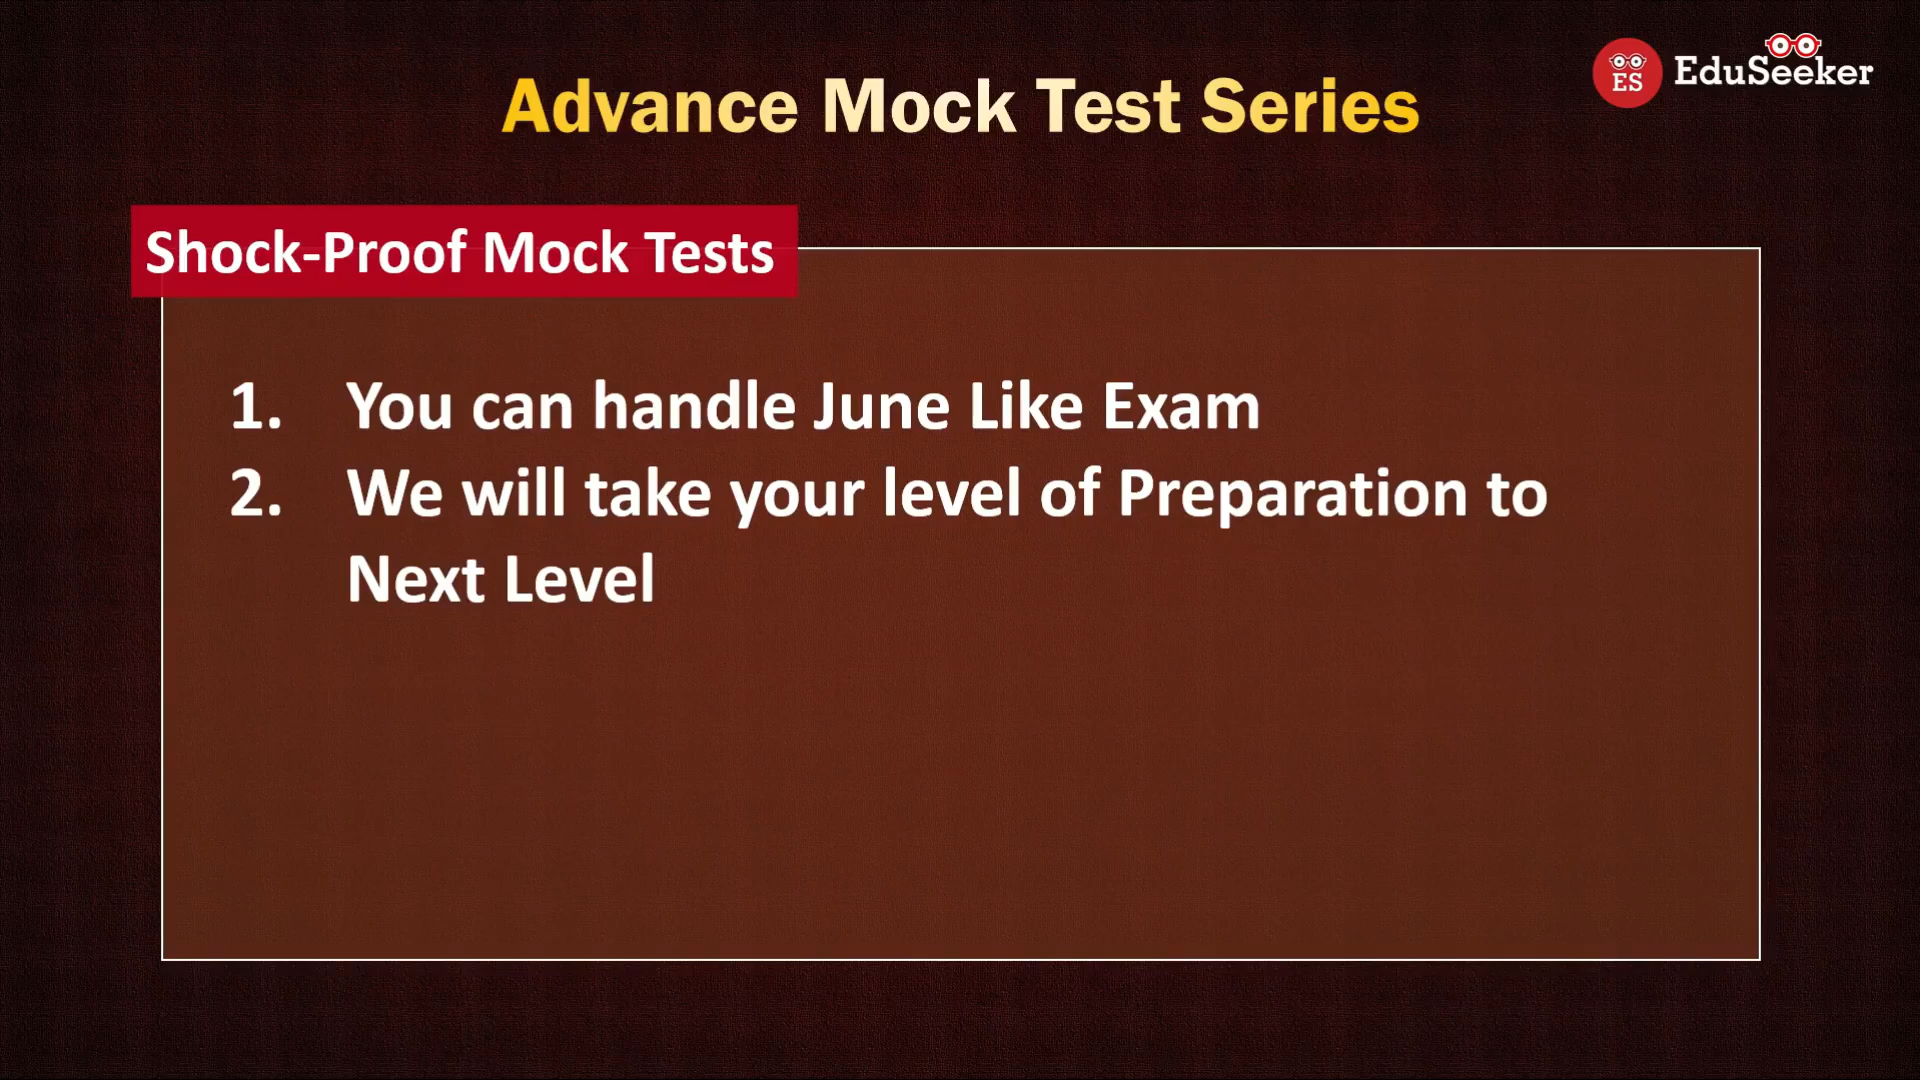 Advance Mock Test Series
ES EduSeeker
Shock-Proof Mock Tests
1. You can handle June Like Exam
2. We will take your level of Preparation to
Next Level